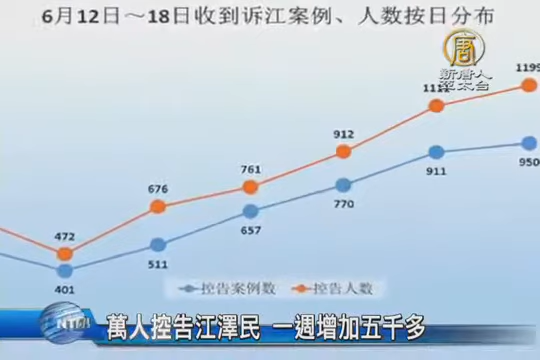 6月12日～18日收到诉江案例、人数按日分布
唐
新唐人
亞太台
1199
1111
912
761
676
472
950
911
770
657
511
401
控告案例数 控告人数
NTD
萬人控告江澤民 一週增加五千多